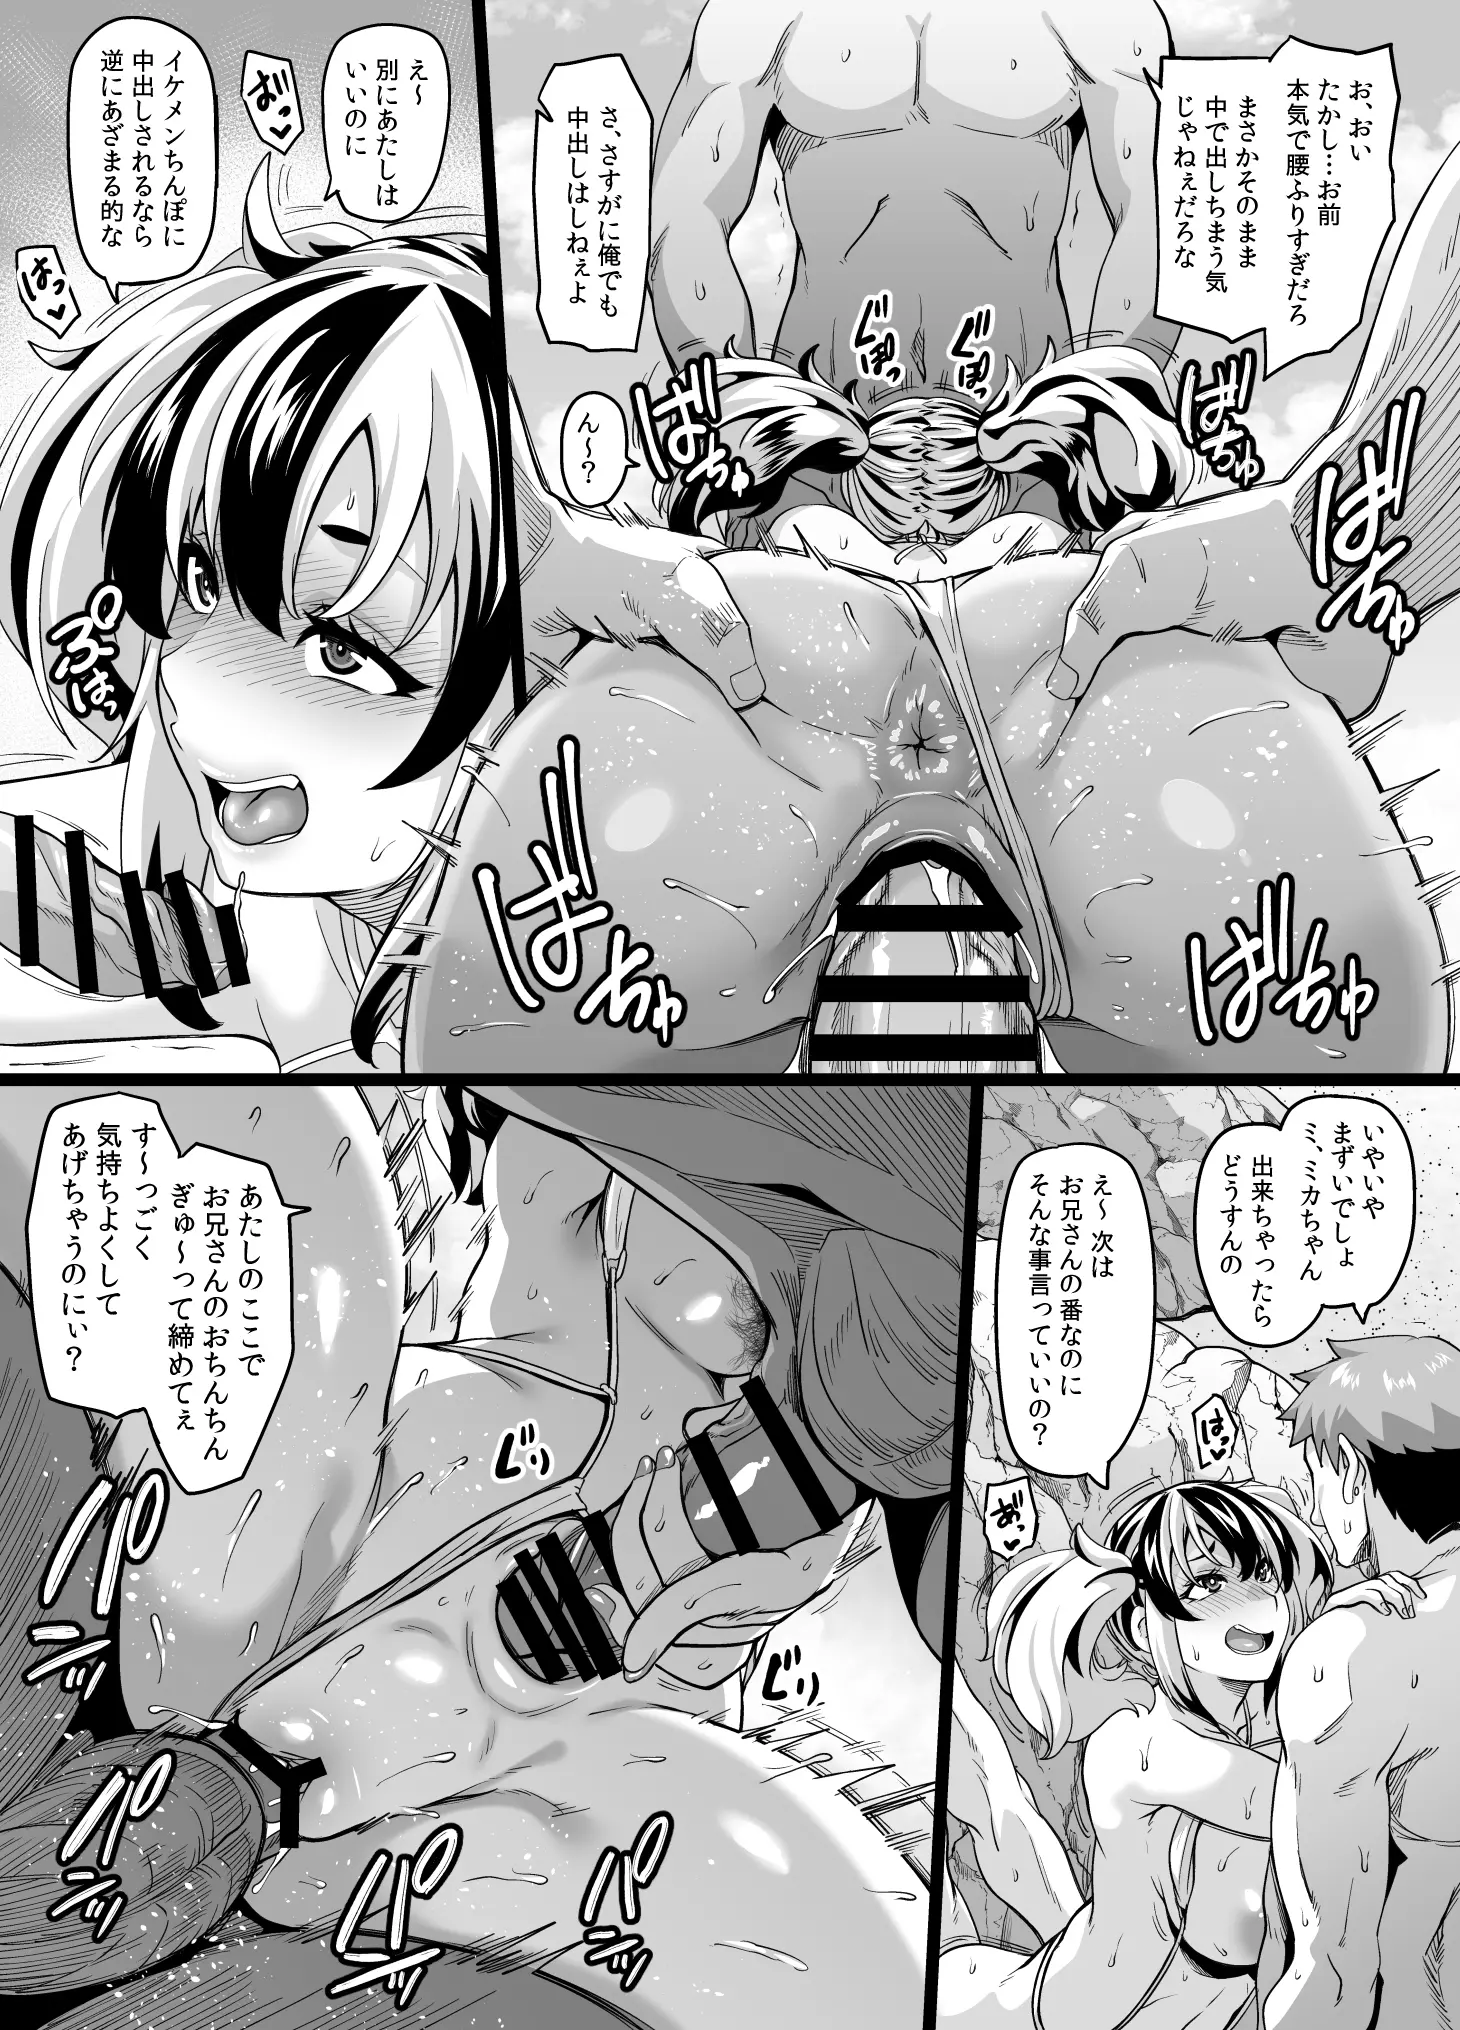 お、おい
たかし…お前
本気で腰ふりすぎだろ
まさかそのまま
中で出しちまう気
じゃねぇだろな
さ、さすがに俺でも
中出しはしねぇよ
ん～？
ぐぽっ
ぐぽっ
ばちゅ
ばちゅ
ばちゅ
ばちゅ
ばちゅ
え～
別にあたしは
いいのに
お゛っ♥
イケメンちんぽに
中出しされるなら
逆にあざまる的な
はっ♥
ぷはっ
いやいや
まずいでしょ
ミ、ミカちゃん
出来ちゃったら
どうすんの
え～次は
お兄さんの番なのに
そんな事言っていいの？
はっ♥
あ゛っ♥
あたしのここで
お兄さんのおちんちん
ぎゅ～って締めてぇ
す～っごく
気持ちよくして
あげちゃうのにぃ？
ぐり
ぐり
パンッ
パンッ
パンッ
パンッ